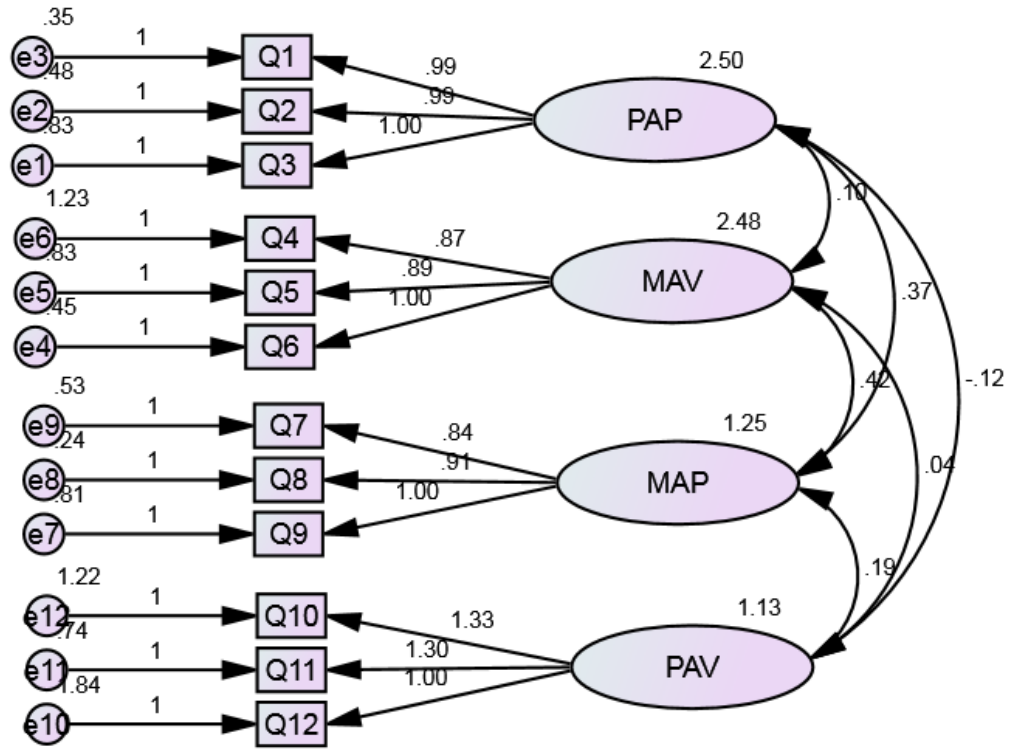 .35
e3 1 Q1 .99 2.50
.48
e2 1 Q2 .99 PAP
.83
e1 1 Q3 1.00
.10
1.23
e6 1 Q4 .87 2.48
.83
e5 1 Q5 .89 MAV
.45
e4 1 Q6 1.00
.37
.42
-.12
.53
e9 1 Q7 .84 1.25
.24
e8 1 Q8 .91 MAP
.81
e7 1 Q9 1.00
.04
.19
1.22
e12 1 Q10 1.33 1.13
.74
e11 1 Q11 1.30 PAV
1.84
e10 1 Q12 1.00